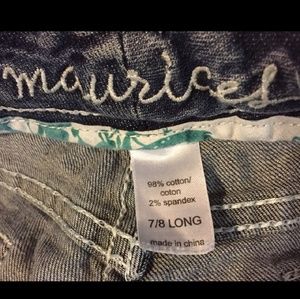 maurices
98% cotton/
coton
2% spandex
7/8 LONG
made in china